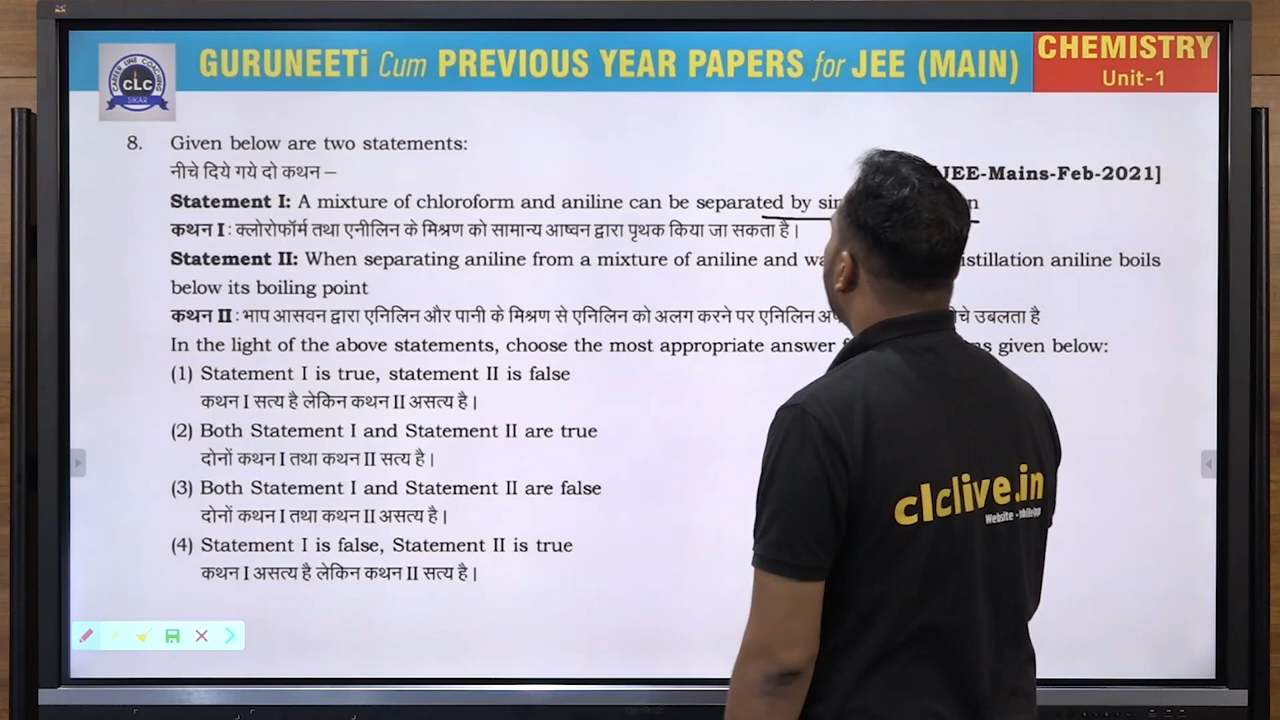 CAREER LINE COACHING
CLC
SIKAR
GURUNEETi Cum PREVIOUS YEAR PAPERS for JEE (MAIN)
CHEMISTRY
Unit-1
8. Given below are two statements:
नीचे दिये गये दो कथन –
JEE-Mains-Feb-2021]
Statement I: A mixture of chloroform and aniline can be separated by
कथन I : क्लोरोफॉर्म तथा एनीलिन के मिश्रण को सामान्य आष्वन द्वारा पृथक किया जा सकता है।
Statement II: When separating aniline from a mixture of aniline and aniline boils
below its boiling point
कथन II : भाप आसवन द्वारा एनिलिन और पानी के मिश्रण से एनिलिन को अलग करने पर एनिलिन उबलता है
In the light of the above statements, choose the most appropriate answer given below:
(1) Statement I is true, statement II is false
कथन I सत्य है लेकिन कथन II असत्य है।
(2) Both Statement I and Statement II are true
दोनों कथन I तथा कथन II सत्य है।
(3) Both Statement I and Statement II are false
दोनों कथन I तथा कथन II असत्य है।
(4) Statement I is false, Statement II is true
कथन I असत्य है लेकिन कथन II सत्य है।
clclive.in
Website -